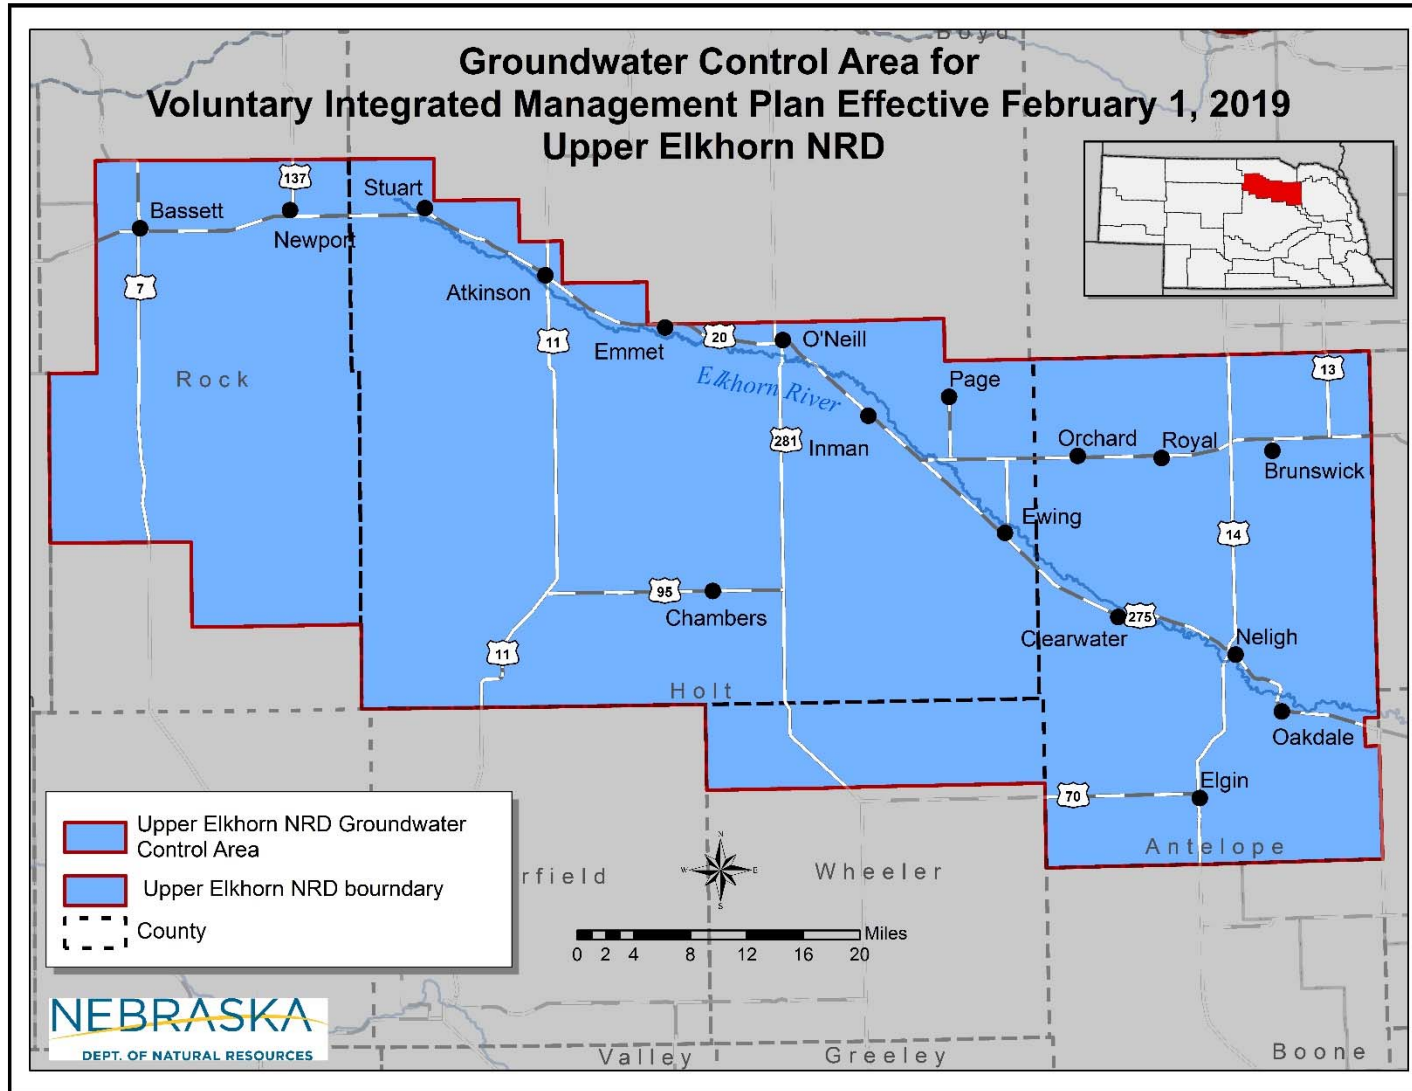 Boyd
Groundwater Control Area for
Voluntary Integrated Management Plan Effective February 1, 2019
Upper Elkhorn NRD
137
Stuart
Bassett
Newport
7
Atkinson
11
Emmet
20
O'Neill
Rock
Elkhorn River
Page
13
281
Inman
Orchard
Royal
Brunswick
Ewing
14
95
Chambers
275
Clearwater
Neligh
11
Holt
Oakdale
70
Elgin
Antelope
Upper Elkhorn NRD Groundwater
Control Area
Upper Elkhorn NRD bourndary
County
rfield
N
W
E
S
Wheeler
Miles
0 2 4 8 12 16 20
NEBRASKA
DEPT. OF NATURAL RESOURCES
Valley
Greeley
Boone